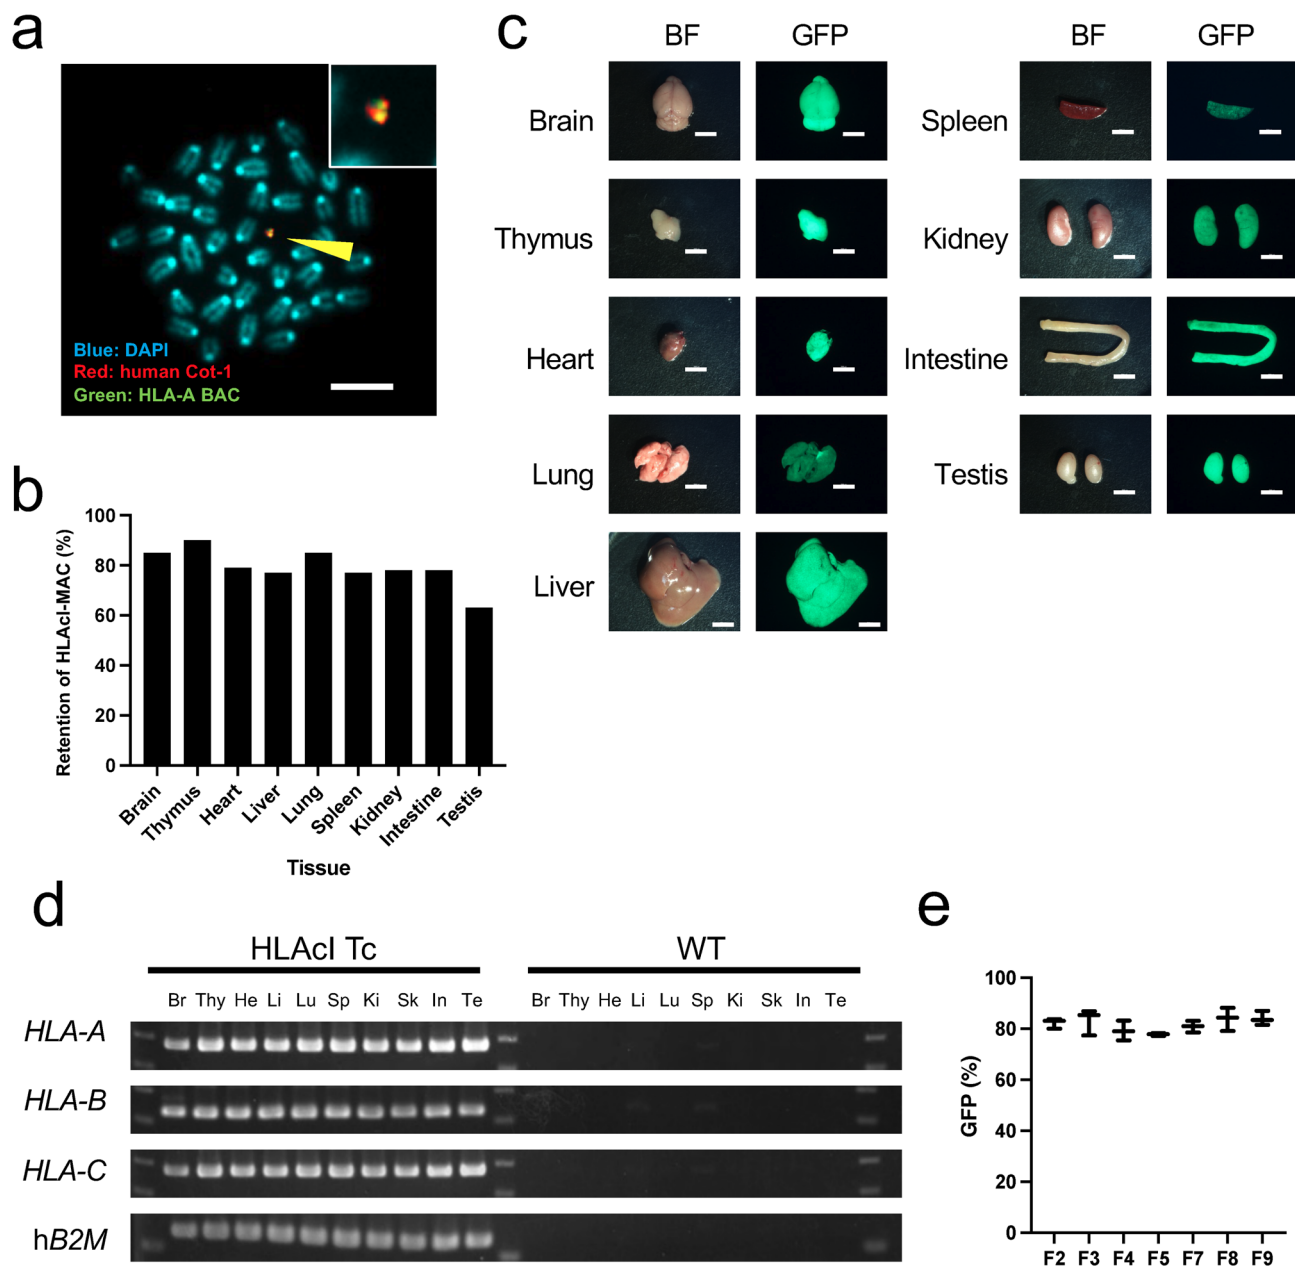 a
Blue: DAPI
Red: human Cot-1
Green: HLA-A BAC
b
Retention of HLAcI-MAC (%)
100
80
60
40
20
0
Brain
Thymus
Heart
Liver
Lung
Spleen
Kidney
Intestine
Testis
Tissue
c
BF GFP BF GFP
Brain Spleen
Thymus Kidney
Heart Intestine
Lung Testis
Liver
d
HLAcI Tc WT
Br Thy He Li Lu Sp Ki Sk In Te Br Thy He Li Lu Sp Ki Sk In Te
HLA-A
HLA-B
HLA-C
hB2M
e
GFP (%)
100
80
60
40
20
0
F2 F3 F4 F5 F7 F8 F9